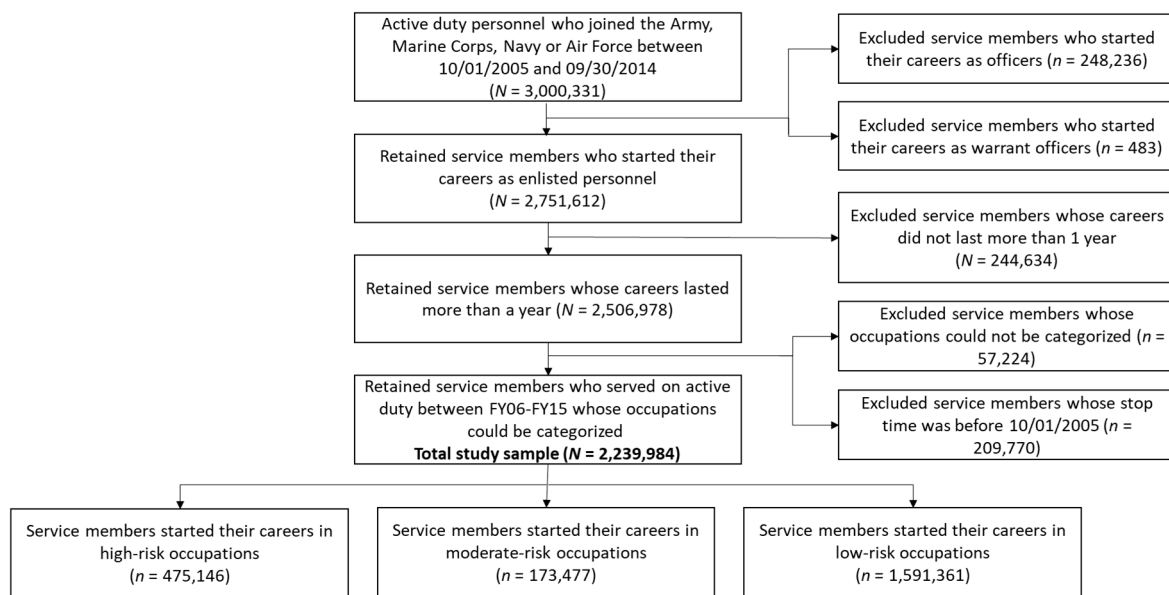 Active duty personnel who joined the Army,
Marine Corps, Navy or Air Force between
10/01/2005 and 09/30/2014
(N = 3,000,331)
Excluded service members who started
their careers as officers (n = 248,236)
Excluded service members who started
their careers as warrant officers (n = 483)
Retained service members who started their
careers as enlisted personnel
(N = 2,751,612)
Excluded service members whose careers
did not last more than 1 year
(N = 244,634)
Retained service members whose careers lasted
more than a year (N = 2,506,978)
Excluded service members whose
occupations could not be categorized (n =
57,224)
Excluded service members whose stop
time was before 10/01/2005 (n =
209,770)
Retained service members who served on active
duty between FY06-FY15 whose occupations
could be categorized
Total study sample (N = 2,239,984)
Service members started their careers in
high-risk occupations
(n = 475,146)
Service members started their careers in
moderate-risk occupations
(n = 173,477)
Service members started their careers in
low-risk occupations
(n = 1,591,361)